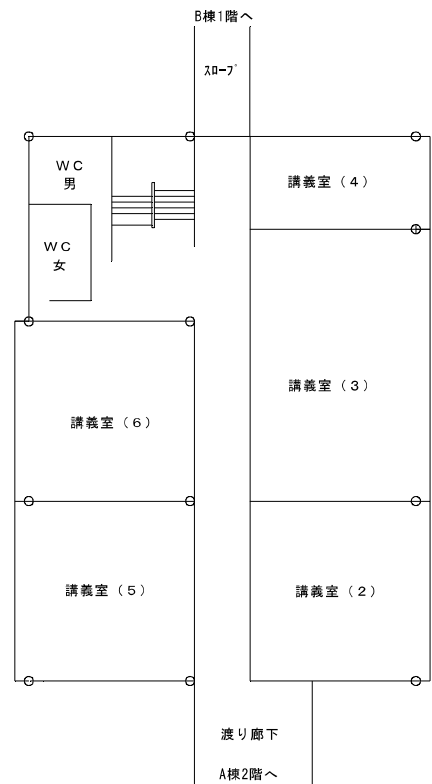 B棟1階へ
ｽﾛｰﾌﾟ
ＷＣ
男
講義室（４）
ＷＣ
女
講義室（３）
講義室（６）
講義室（５）
講義室（２）
渡り廊下
A棟2階へ